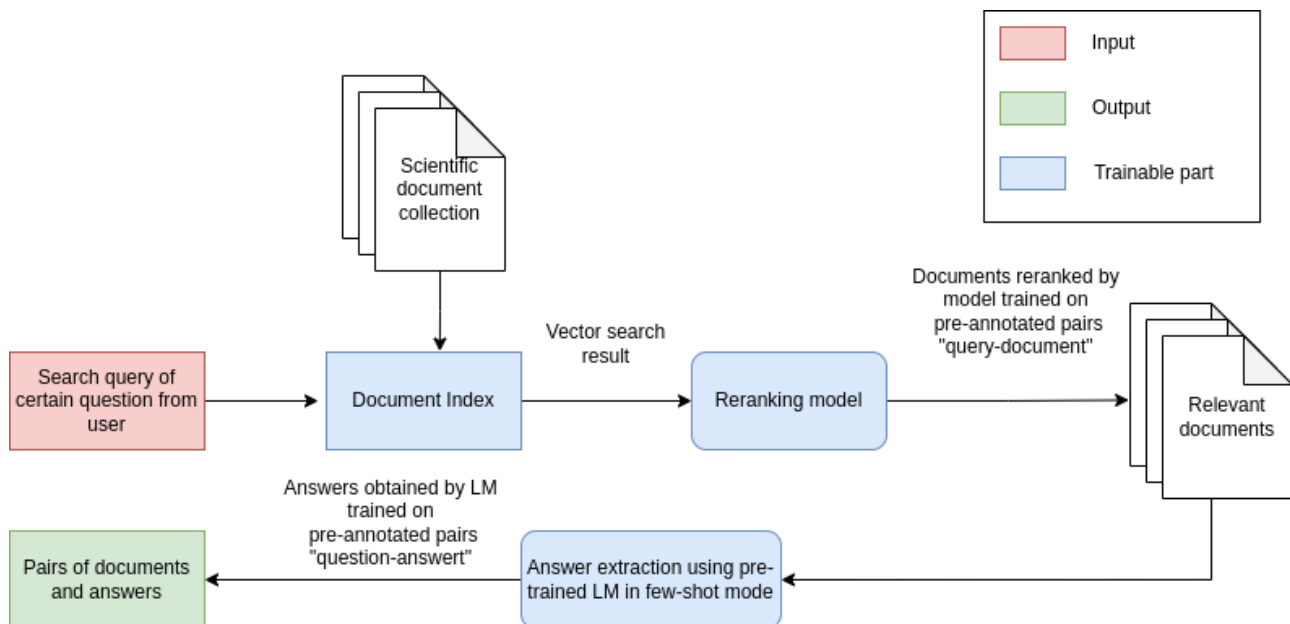 Input
Output
Trainable part
Scientific
document
collection
Documents reranked by
model trained on
pre-annotated pairs
"query-document"
Vector search
result
Search query of
certain question from
user
Document Index
Reranking model
Relevant
documents
Answers obtained by LM
trained on
pre-annotated pairs
"question-answert"
Pairs of documents
and answers
Answer extraction using pre-
trained LM in few-shot mode